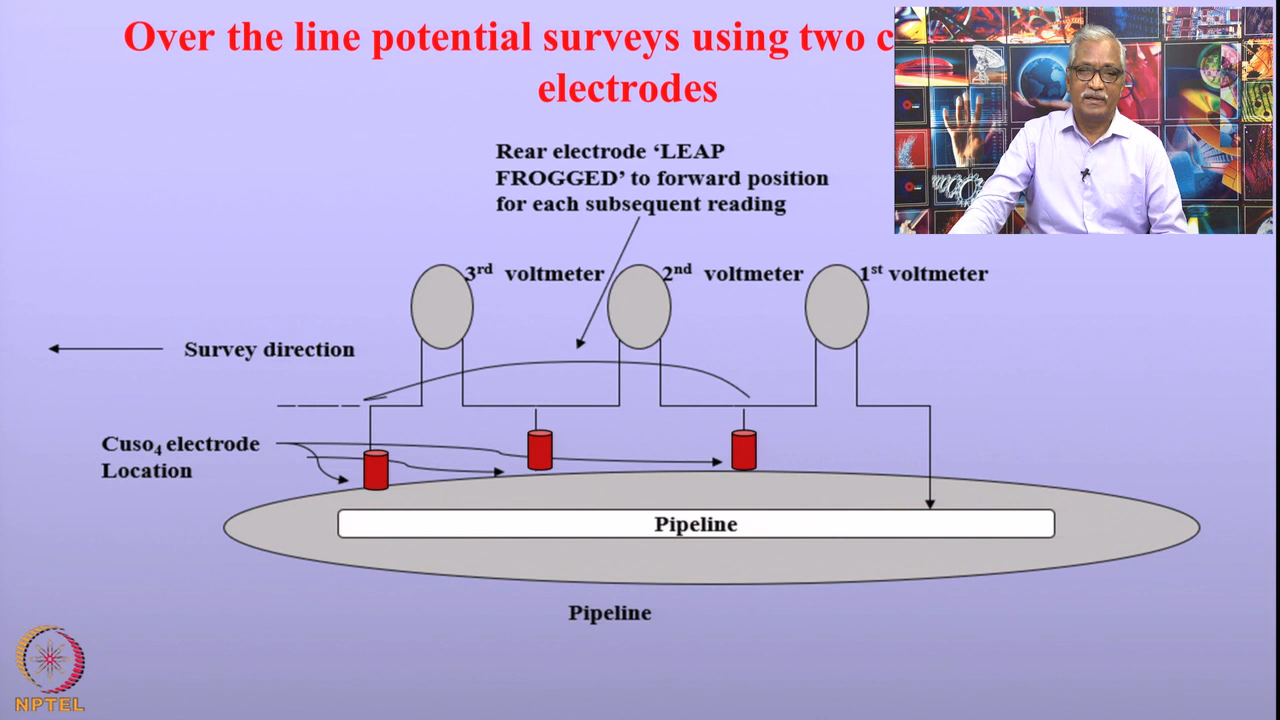 Over the line potential surveys using two c
electrodes
Rear electrode ‘LEAP
FROGGED’ to forward position
for each subsequent reading
3rd voltmeter
2nd voltmeter
1st voltmeter
Survey direction
Cuso4 electrode
Location
Pipeline
Pipeline
NPTEL